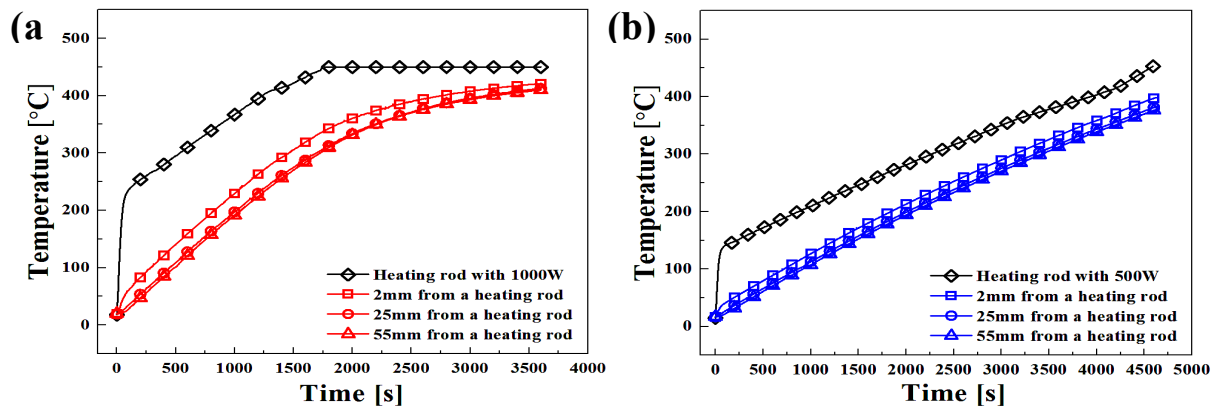 (a
500
400
300
200
100
0
Temperature [°C]
Heating rod with 1000W
2mm from a heating rod
25mm from a heating rod
55mm from a heating rod
0 500 1000 1500 2000 2500 3000 3500 4000
Time [s]
(b)
500
400
300
200
100
0
Temperature [°C]
Heating rod with 500W
2mm from a heating rod
25mm from a heating rod
55mm from a heating rod
0 500 1000 1500 2000 2500 3000 3500 4000 4500 5000
Time [s]